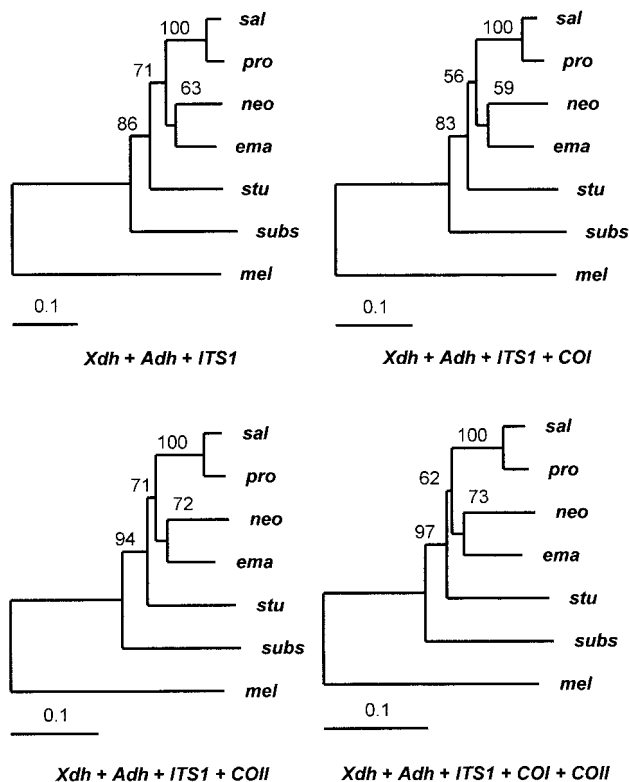 100
sal
pro
71
63
neo
86
ema
stu
subs
mel
0.1
Xdh + Adh + ITS1
100
sal
pro
56
59
neo
83
ema
stu
subs
mel
0.1
Xdh + Adh + ITS1 + COI
100
sal
pro
71
72
neo
94
ema
stu
subs
mel
0.1
Xdh + Adh + ITS1 + COII
100
sal
pro
62
73
neo
97
ema
stu
subs
mel
0.1
Xdh + Adh + ITS1 + COI + COII